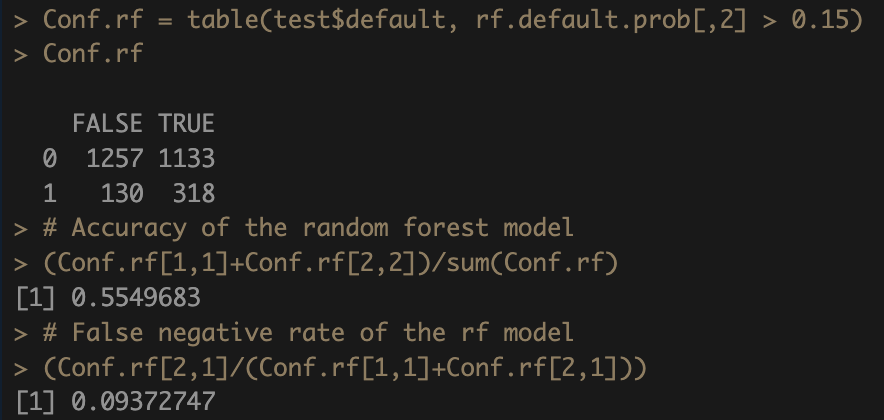 > Conf.rf = table(test$default, rf.default.prob[,2] > 0.15)
> Conf.rf
FALSE TRUE
0 1257 1133
1 130 318
> # Accuracy of the random forest model
> (Conf.rf[1,1]+Conf.rf[2,2])/sum(Conf.rf)
[1] 0.5549683
> # False negative rate of the rf model
> (Conf.rf[2,1]/(Conf.rf[1,1]+Conf.rf[2,1]))
[1] 0.09372747